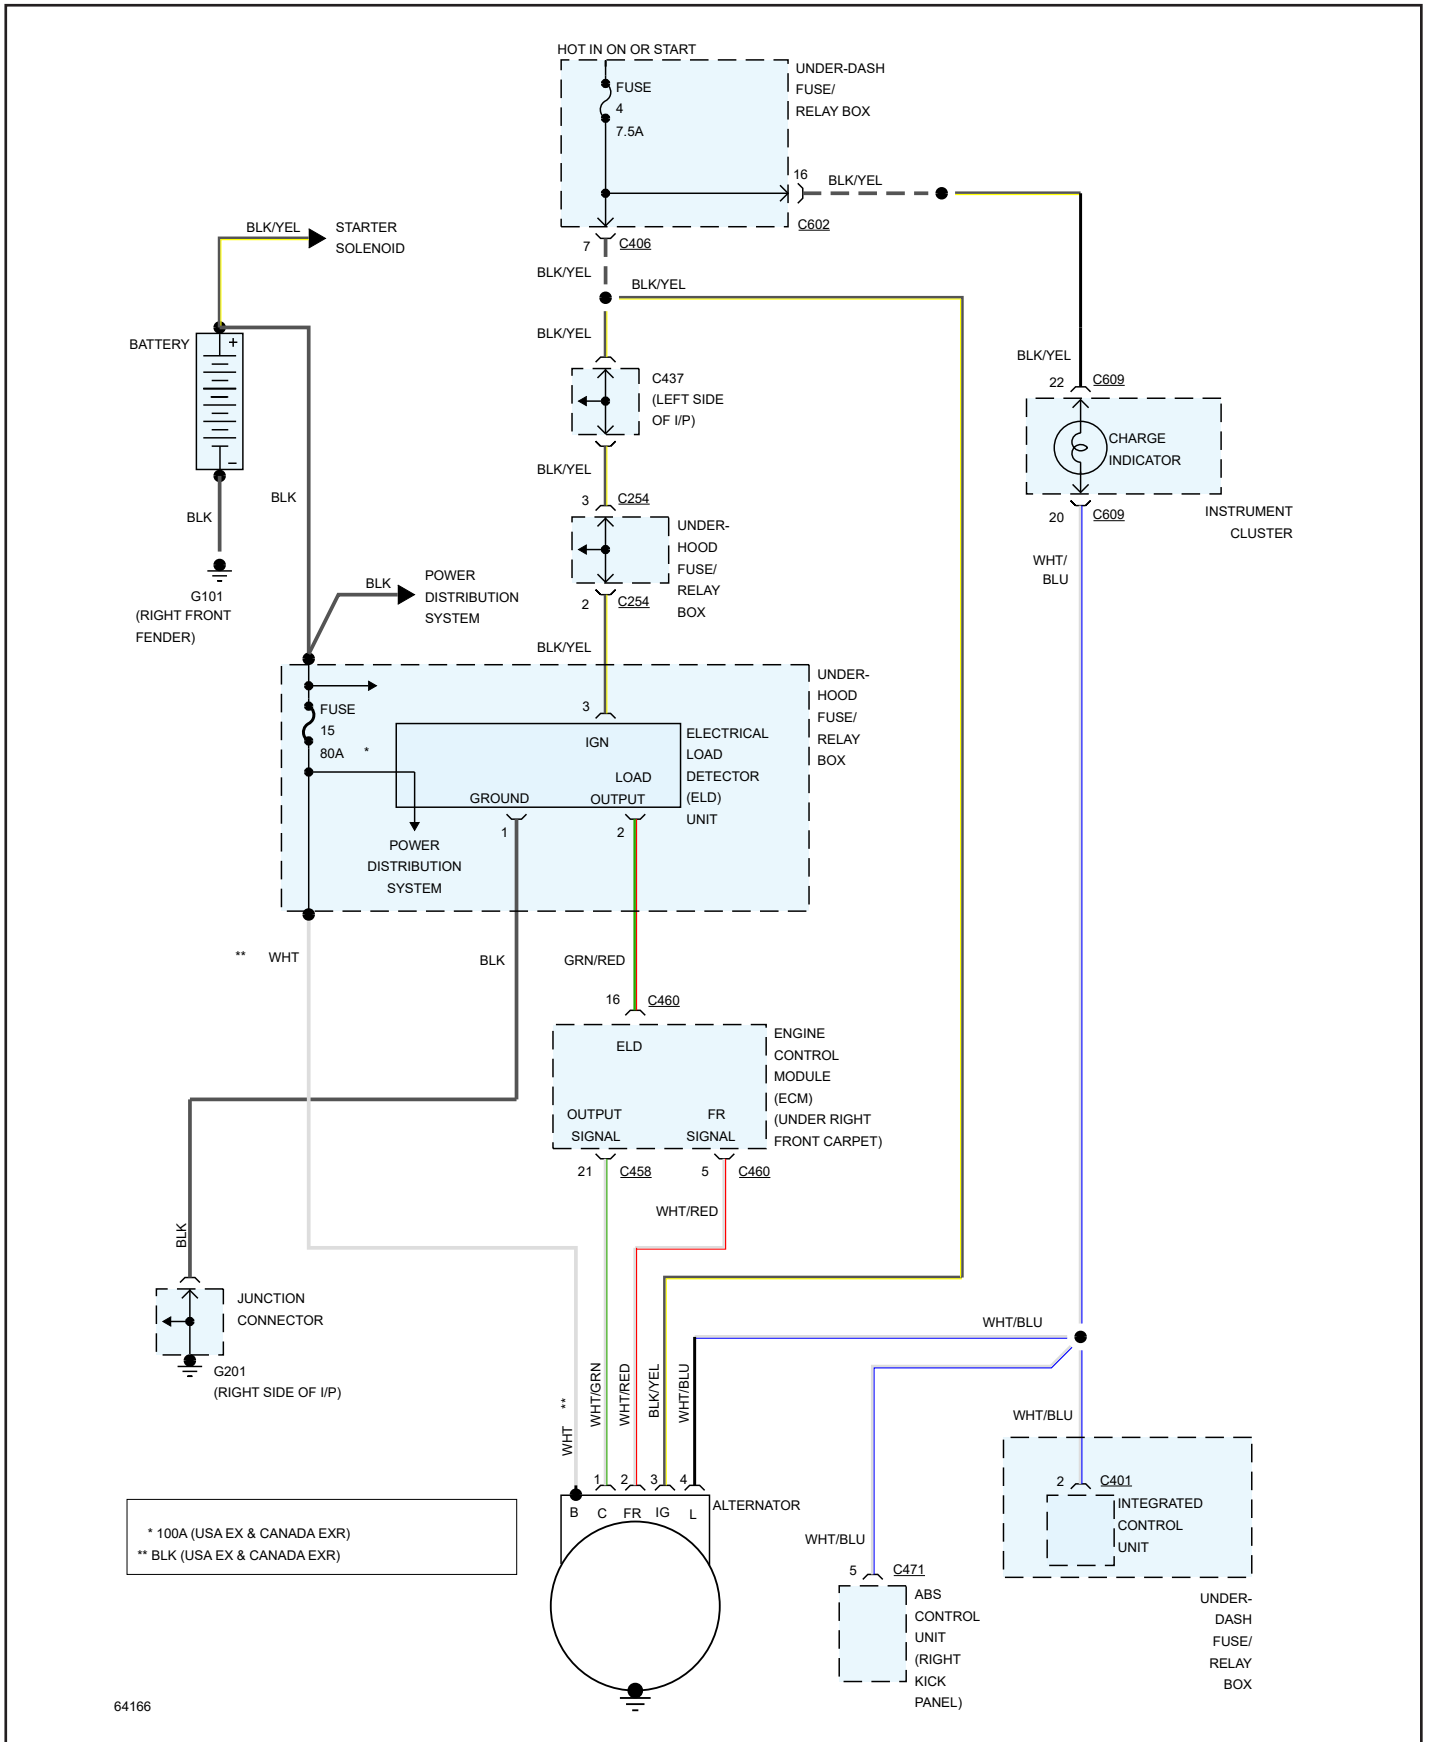 HOT IN ON OR START
UNDER-DASH
FUSE/
RELAY BOX
FUSE
4
7.5A
16
BLK/YEL
C602
7
C406
BLK/YEL
BLK/YEL
BLK/YEL
STARTER
SOLENOID
BLK/YEL
BATTERY
+
−
BLK
BLK
G101
(RIGHT FRONT
FENDER)
C437
(LEFT SIDE
OF I/P)
BLK/YEL
22
C609
CHARGE
INDICATOR
20
C609
INSTRUMENT
CLUSTER
WHT/
BLU
BLK/YEL
3
C254
UNDER-
HOOD
FUSE/
RELAY
BOX
2
C254
BLK
POWER
DISTRIBUTION
SYSTEM
BLK/YEL
UNDER-
HOOD
FUSE/
RELAY
BOX
FUSE
15
80A *
3
IGN
ELECTRICAL
LOAD
DETECTOR
(ELD)
UNIT
LOAD
OUTPUT
GROUND
1
2
POWER
DISTRIBUTION
SYSTEM
** WHT
BLK
GRN/RED
16
C460
ELD
ENGINE
CONTROL
MODULE
(ECM)
(UNDER RIGHT
FRONT CARPET)
OUTPUT
SIGNAL
FR
SIGNAL
21
C458
5
C460
WHT/RED
BLK
JUNCTION
CONNECTOR
G201
(RIGHT SIDE OF I/P)
WHT/BLU
WHT **
WHT/GRN
WHT/RED
BLK/YEL
WHT/BLU
1
2
3
4
B
C
FR
IG
L
ALTERNATOR
WHT/BLU
2
C401
INTEGRATED
CONTROL
UNIT
UNDER-
DASH
FUSE/
RELAY
BOX
WHT/BLU
5
C471
ABS
CONTROL
UNIT
(RIGHT
KICK
PANEL)
* 100A (USA EX & CANADA EXR)
** BLK (USA EX & CANADA EXR)
64166